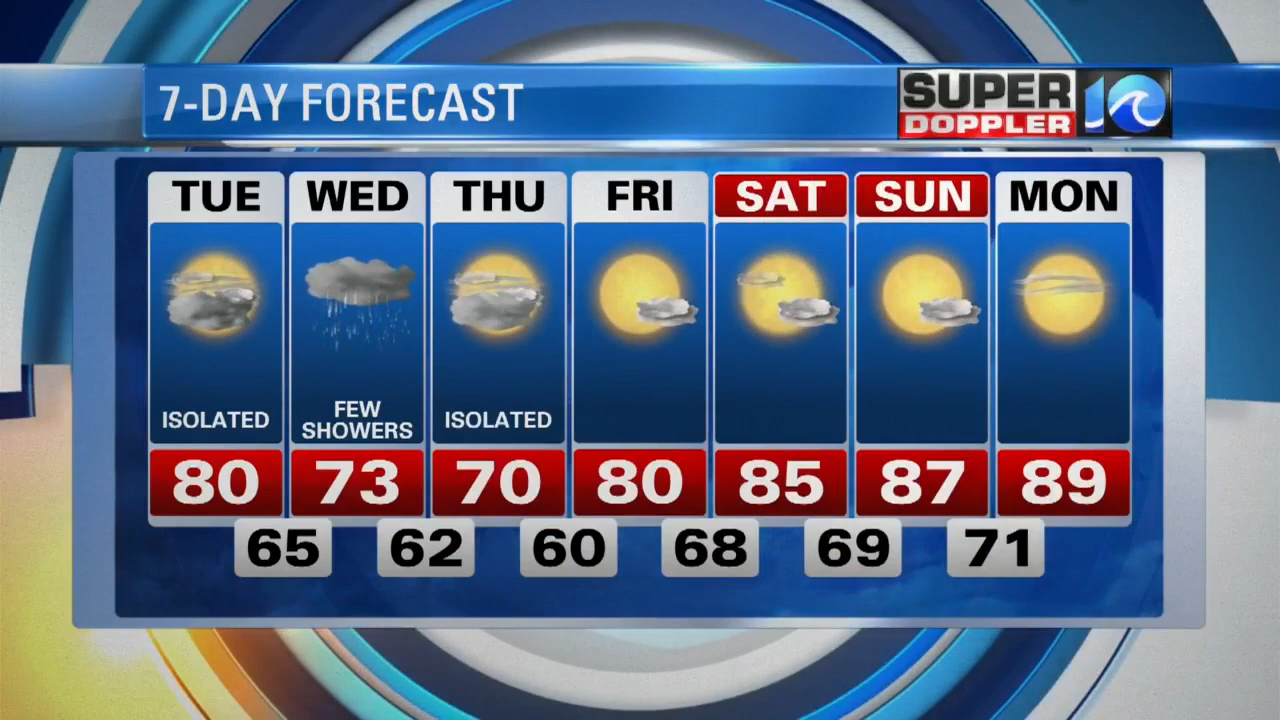 7-DAY FORECAST
SUPER
DOPPLER
10
TUE WED THU FRI SAT SUN MON
ISOLATED
FEW
SHOWERS
ISOLATED
80 73 70 80 85 87 89
65 62 60 68 69 71